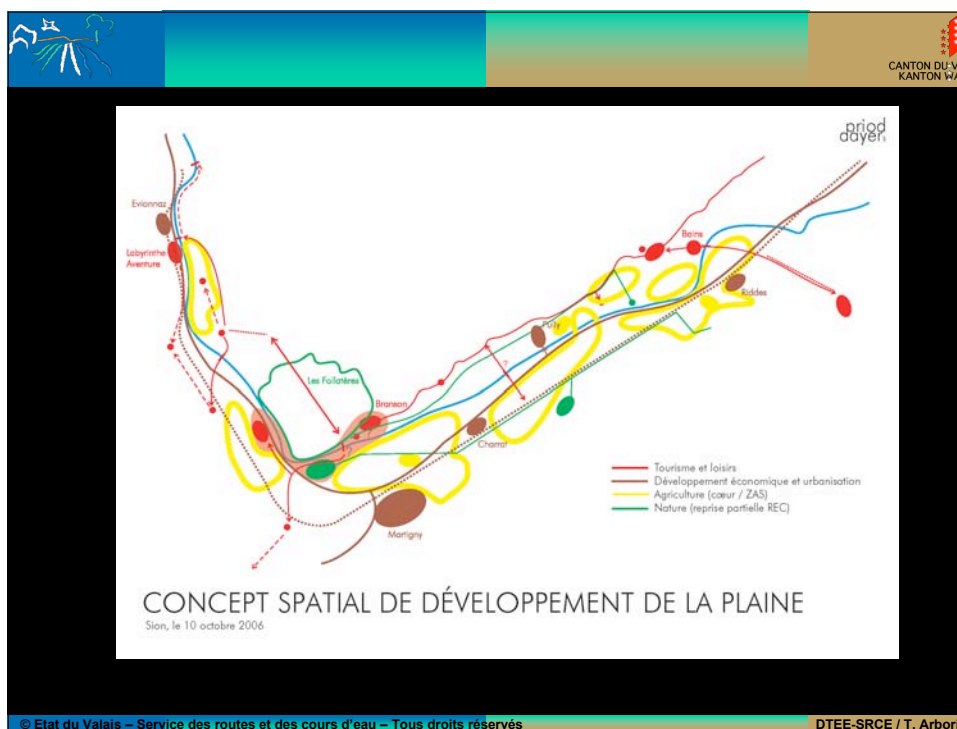 CANTON DU V
KANTON WA
priod
dayer
Evionnaz
Labyrinthe
Aventure
Bains
Riddes
Fully
?
Les Follatères
Branson
?
Charrat
Martigny
Tourisme et loisirs
Développement économique et urbanisation
Agriculture (cœur / ZAS)
Nature (reprise partielle REC)
CONCEPT SPATIAL DE DÉVELOPPEMENT DE LA PLAINE
Sion, le 10 octobre 2006
© Etat du Valais – Service des routes et des cours d'eau – Tous droits réservés
DTEE-SRCE / T. Arbori